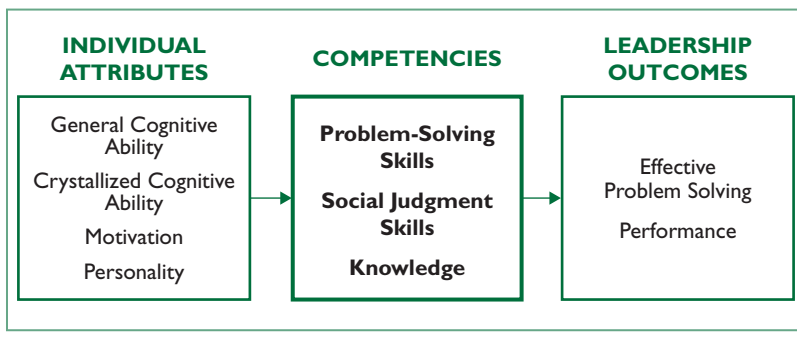 INDIVIDUAL
ATTRIBUTES
General Cognitive
Ability
Crystallized Cognitive
Ability
Motivation
Personality
COMPETENCIES
Problem-Solving
Skills
Social Judgment
Skills
Knowledge
LEADERSHIP
OUTCOMES
Effective
Problem Solving
Performance